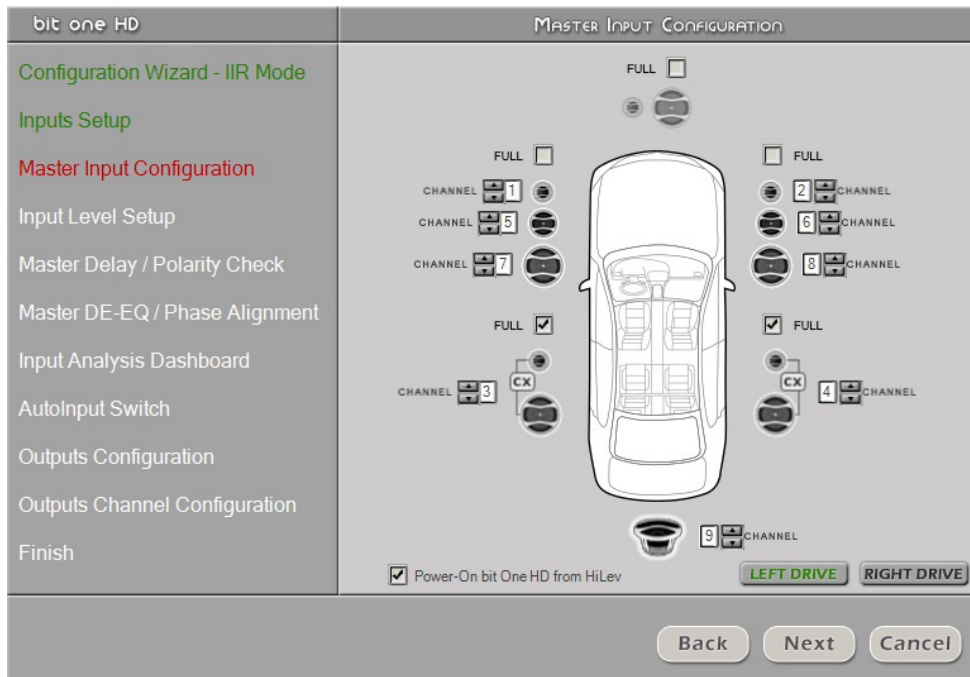 bit one HD
Master Input Configuration
Configuration Wizard - IIR Mode
Inputs Setup
Master Input Configuration
Input Level Setup
Master Delay / Polarity Check
Master DE-EQ / Phase Alignment
Input Analysis Dashboard
AutoInput Switch
Outputs Configuration
Outputs Channel Configuration
Finish
FULL
FULL
FULL
CHANNEL 1
2 CHANNEL
CHANNEL 5
6 CHANNEL
CHANNEL 7
8 CHANNEL
FULL
FULL
CX
CX
CHANNEL 3
4 CHANNEL
9 CHANNEL
Power-On bit One HD from HiLev
LEFT DRIVE
RIGHT DRIVE
Back
Next
Cancel